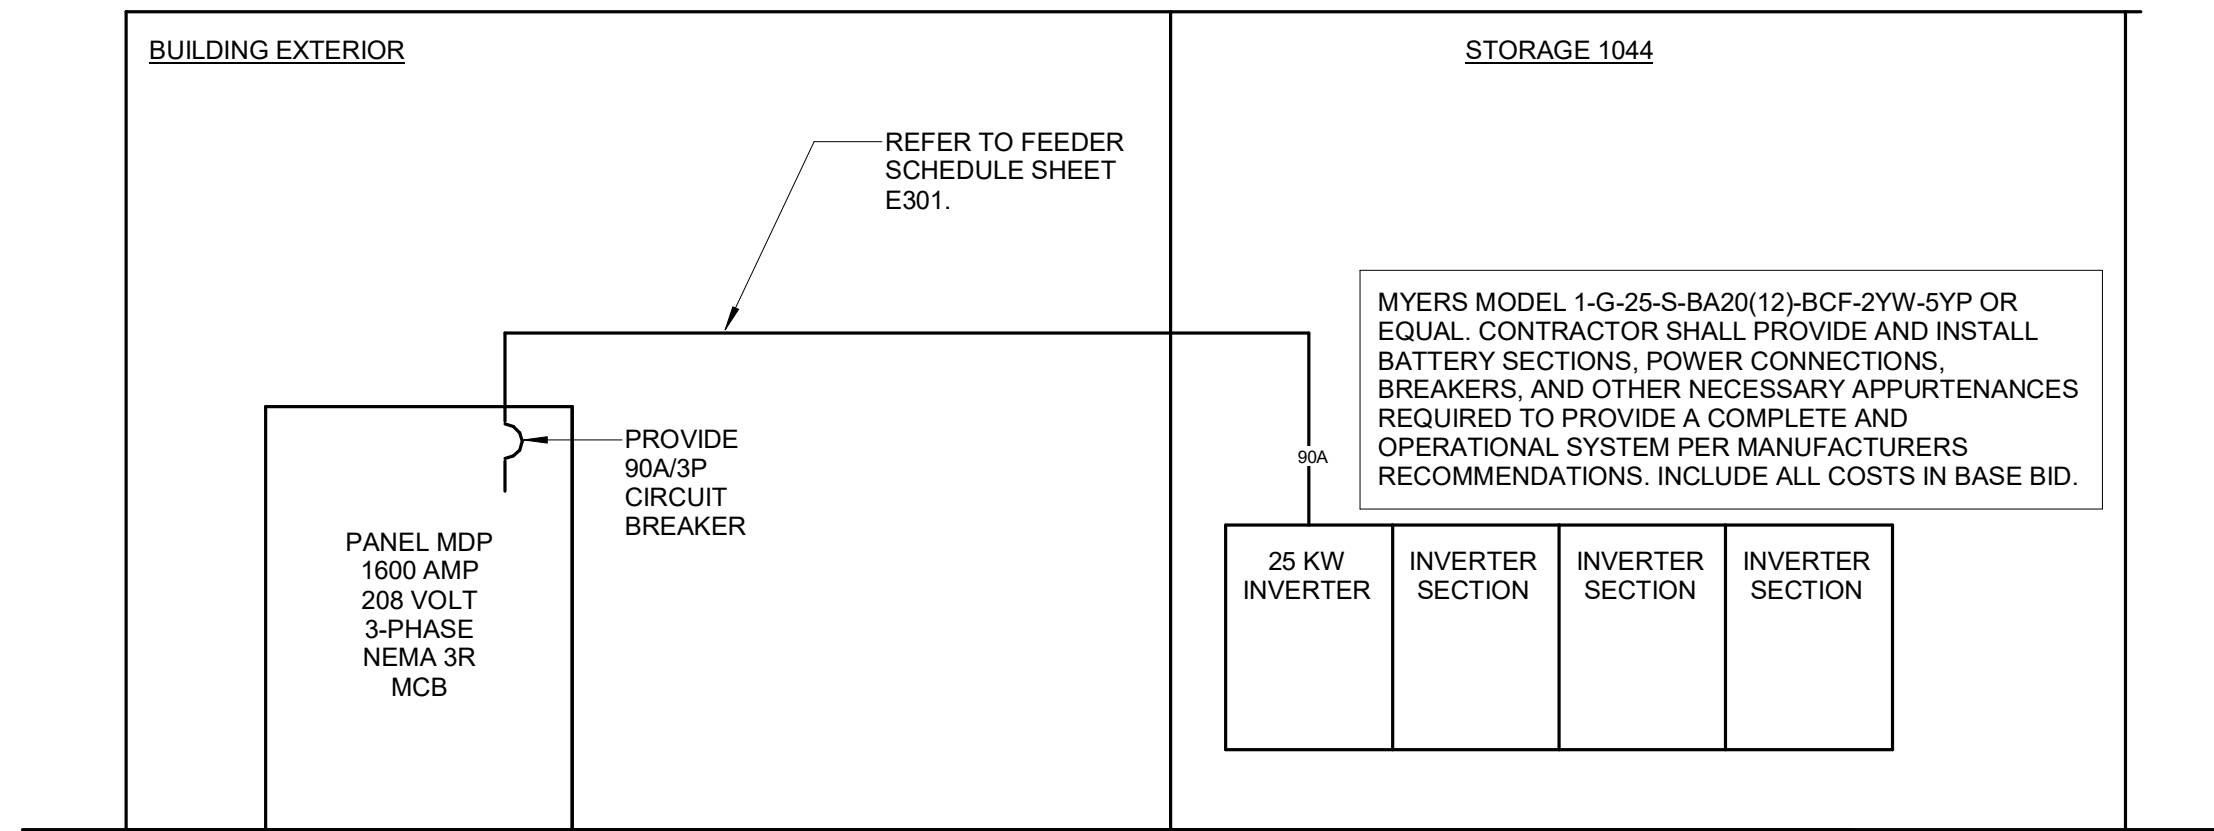 BUILDING EXTERIOR
STORAGE 1044
REFER TO FEEDER
SCHEDULE SHEET
E301.
MYERS MODEL 1-G-25-S-BA20(12)-BCF-2YW-5YP OR
EQUAL. CONTRACTOR SHALL PROVIDE AND INSTALL
BATTERY SECTIONS, POWER CONNECTIONS,
BREAKERS, AND OTHER NECESSARY APPURTENANCES
REQUIRED TO PROVIDE A COMPLETE AND
OPERATIONAL SYSTEM PER MANUFACTURERS
RECOMMENDATIONS. INCLUDE ALL COSTS IN BASE BID.
PROVIDE
90A/3P
CIRCUIT
BREAKER
90A
PANEL MDP
1600 AMP
208 VOLT
3-PHASE
NEMA 3R
MCB
25 KW
INVERTER
INVERTER
SECTION
INVERTER
SECTION
INVERTER
SECTION